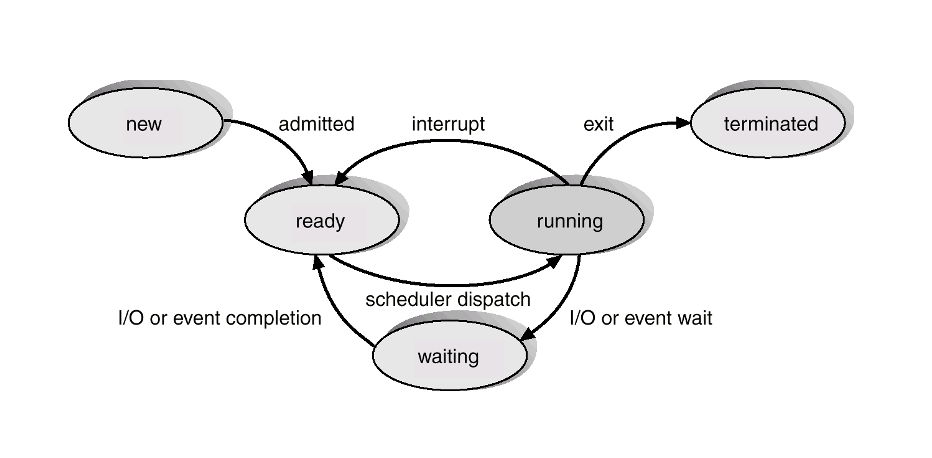 new
admitted
interrupt
exit
terminated
ready
running
scheduler dispatch
I/O or event completion
I/O or event wait
waiting